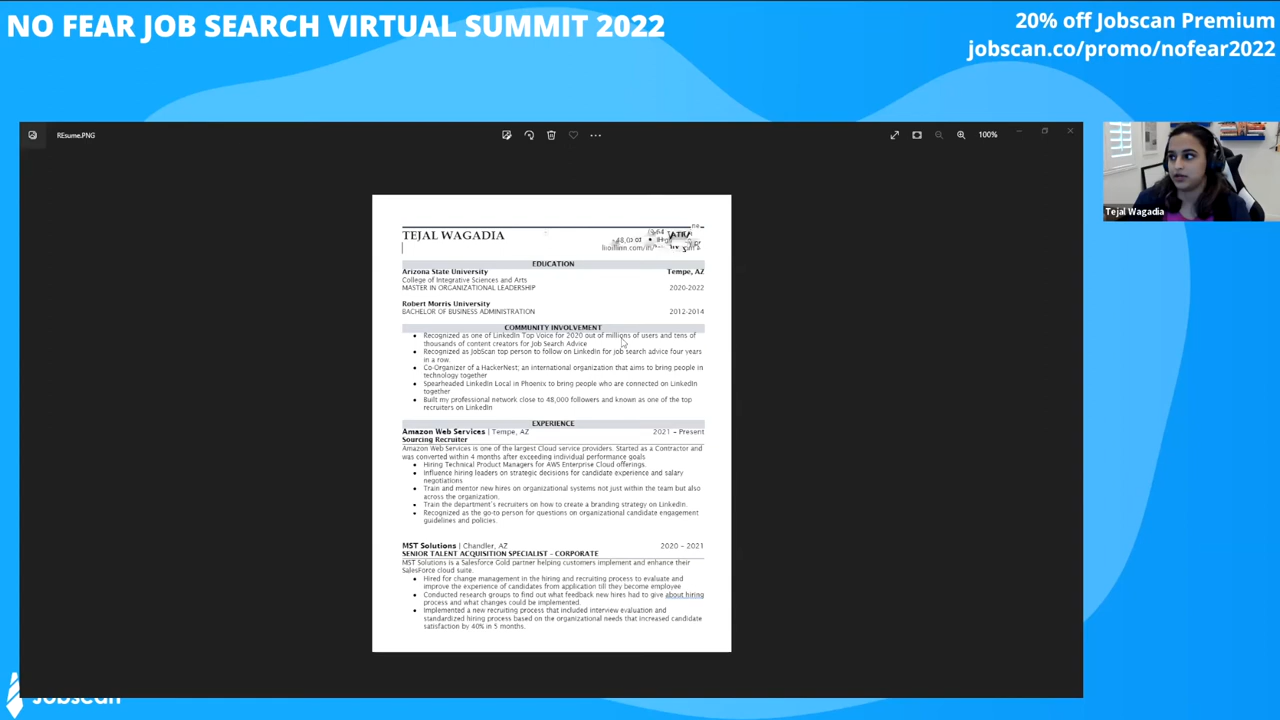 NO FEAR JOB SEARCH VIRTUAL SUMMIT 2022
20% off Jobscan Premium
jobscan.co/promo/nofear2022
REsume.PNG
100%
Tejal Wagadia
TEJAL WAGADIA
EDUCATION
Arizona State University Tempe, AZ
College of Integrative Sciences and Arts
MASTER IN ORGANIZATIONAL LEADERSHIP 2020-2022
Robert Morris University
BACHELOR OF BUSINESS ADMINISTRATION 2012-2014
COMMUNITY INVOLVEMENT
• Recognized as one of LinkedIn Top Voice for 2020 out of millions of users and tens of
thousands of content creators for Job Search Advice
• Recognized as JobScan top person to follow on LinkedIn for job search advice four years
in a row.
• Co-Organizer of a HackerNest; an international organization that aims to bring people in
technology together
• Spearheaded LinkedIn Local in Phoenix to bring people who are connected on LinkedIn
together
• Built my professional network close to 48,000 followers and known as one of the top
recruiters on LinkedIn
EXPERIENCE
Amazon Web Services | Tempe, AZ 2021 – Present
Sourcing Recruiter
Amazon Web Services is one of the largest Cloud service providers. Started as a Contractor and
was converted within 4 months after exceeding individual performance goals
• Hiring Technical Product Managers for AWS Enterprise Cloud offerings.
• Influence hiring leaders on strategic decisions for candidate experience and salary
negotiations
• Train and mentor new hires on organizational systems not just within the team but also
across the organization.
• Train the department's recruiters on how to create a branding strategy on LinkedIn.
• Recognized as the go-to person for questions on organizational candidate engagement
guidelines and policies.
MST Solutions | Chandler, AZ 2020 – 2021
SENIOR TALENT ACQUISITION SPECIALIST – CORPORATE
MST Solutions is a Salesforce Gold partner helping customers implement and enhance their
SalesForce cloud suite.
• Hired for change management in the hiring and recruiting process to evaluate and
improve the experience of candidates from application till they become employee
• Conducted research groups to find out what feedback new hires had to give about hiring
process and what changes could be implemented.
• Implemented a new recruiting process that included interview evaluation and
standardized hiring process based on the organizational needs that increased candidate
satisfaction by 40% in 5 months.
Jobscan